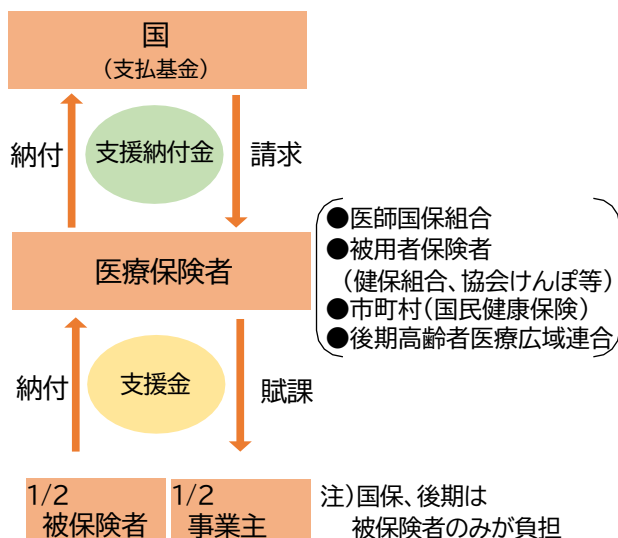 国
(支払基金)
納付
支援納付金
請求
医療保険者
●医師国保組合
●被用者保険者
(健保組合、協会けんぽ等)
●市町村(国民健康保険)
●後期高齢者医療広域連合
納付
支援金
賦課
1/2
被保険者
1/2
事業主
注)国保、後期は
被保険者のみが負担